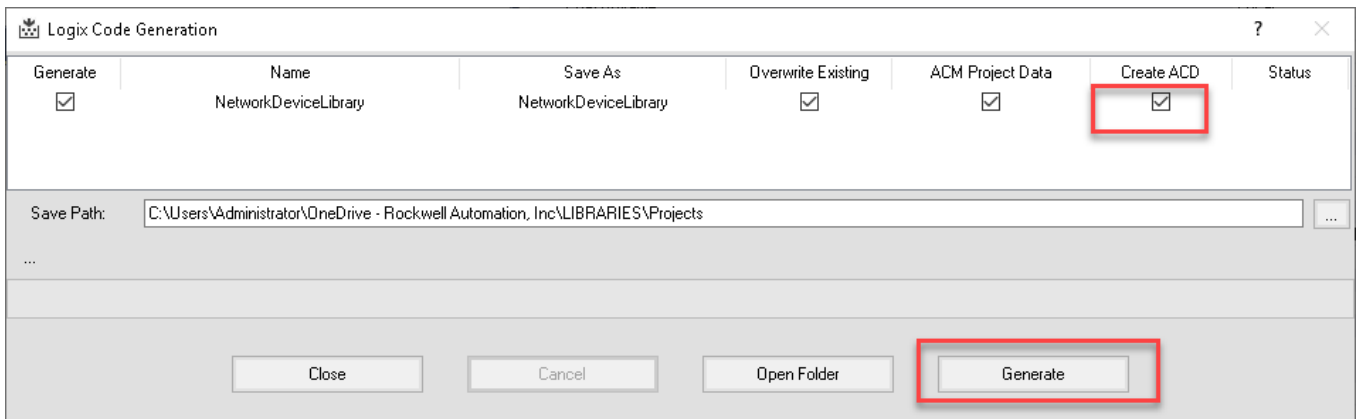 Logix Code Generation ?
Generate Name Save As Overwrite Existing ACM Project Data Create ACD Status
NetworkDeviceLibrary NetworkDeviceLibrary
Save Path: C:\Users\Administrator\OneDrive - Rockwell Automation, Inc\LIBRARIES\Projects ...
...
Close Cancel Open Folder Generate